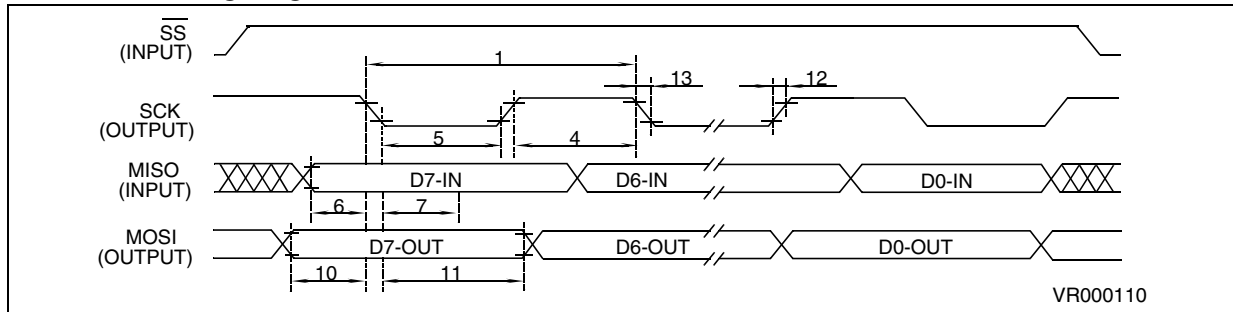 SS
(INPUT)
1
13
12
SCK
(OUTPUT)
5
4
MISO
(INPUT)
D7-IN
D6-IN
D0-IN
6
7
MOSI
(OUTPUT)
D7-OUT
D6-OUT
D0-OUT
10
11
VR000110